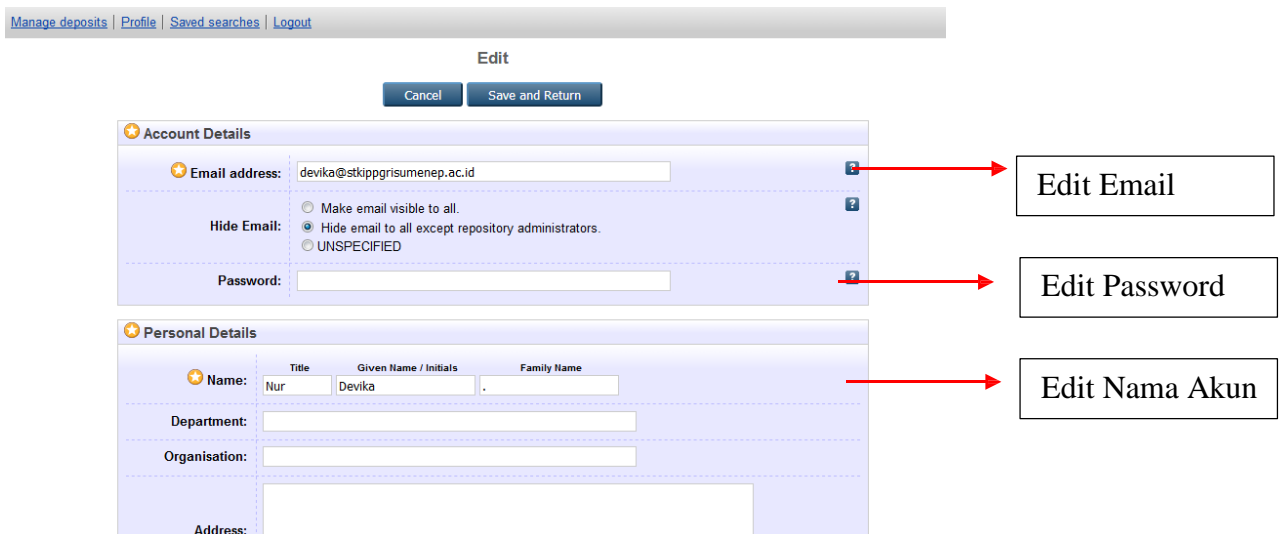 Manage deposits | Profile | Saved searches | Logout
Edit
Cancel Save and Return
Account Details
Email address: devika@stkippgrisumenep.ac.id ?
Edit Email
Hide Email:
Make email visible to all. ?
Hide email to all except repository administrators.
UNSPECIFIED
Password: ?
Edit Password
Personal Details
Title Given Name / Initials Family Name
Name: Nur Devika .
Edit Nama Akun
Department:
Organisation:
Address: